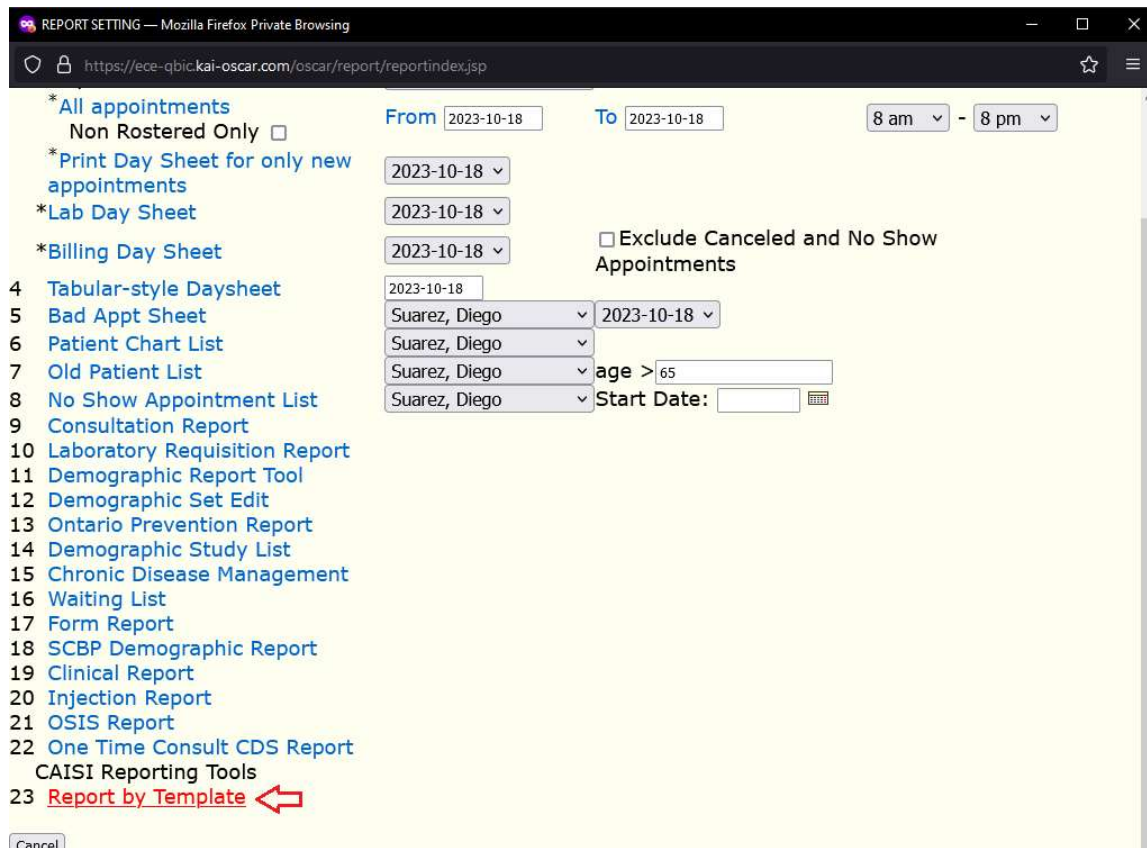 REPORT SETTING — Mozilla Firefox Private Browsing
https://ece-qbic.kai-oscar.com/oscar/report/reportindex.jsp
*All appointments From 2023-10-18 To 2023-10-18 8 am - 8 pm
Non Rostered Only
*Print Day Sheet for only new
appointments 2023-10-18
*Lab Day Sheet 2023-10-18
*Billing Day Sheet 2023-10-18 Exclude Canceled and No Show
Appointments
4 Tabular-style Daysheet 2023-10-18
5 Bad Appt Sheet Suarez, Diego 2023-10-18
6 Patient Chart List Suarez, Diego
7 Old Patient List Suarez, Diego age > 65
8 No Show Appointment List Suarez, Diego Start Date:
9 Consultation Report
10 Laboratory Requisition Report
11 Demographic Report Tool
12 Demographic Set Edit
13 Ontario Prevention Report
14 Demographic Study List
15 Chronic Disease Management
16 Waiting List
17 Form Report
18 SCBP Demographic Report
19 Clinical Report
20 Injection Report
21 OSIS Report
22 One Time Consult CDS Report
CAISI Reporting Tools
23 Report by Template
Cancel